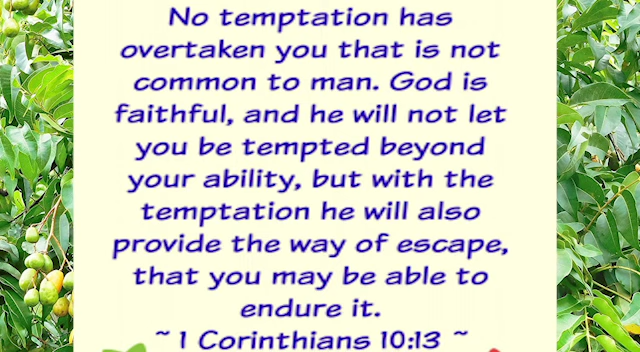 No temptation has
overtaken you that is not
common to man. God is
faithful, and he will not let
you be tempted beyond
your ability, but with the
temptation he will also
provide the way of escape,
that you may be able to
endure it.
~ 1 Corinthians 10:13 ~